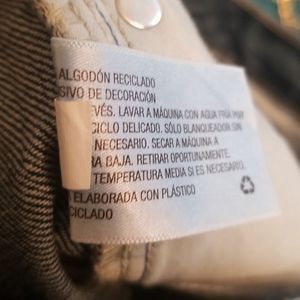 ALGODÓN RECICLADO
SIVO DE DECORACIÓN
EVÉS. LAVAR A MÁQUINA CON AGUA FRÍA POR
CICLO DELICADO. SÓLO BLANQUEADOR SIN
NECESARIO. SECAR A MÁQUINA A
RA BAJA. RETIRAR OPORTUNAMENTE.
TEMPERATURA MEDIA SI ES NECESARIO.
ELABORADA CON PLÁSTICO
CICLADO